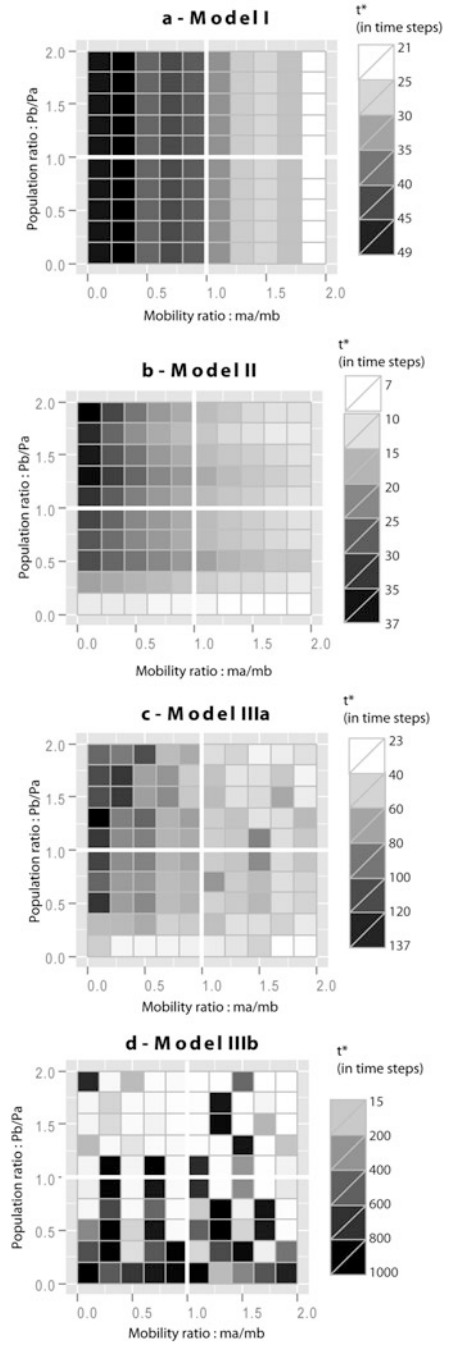 a - Model I
t*
(in time steps)
21
25
30
35
40
45
49
Population ratio : Pb/Pa
2.0
1.5
1.0
0.5
0.0
0.0 0.5 1.0 1.5 2.0
Mobility ratio : ma/mb
b - Model II
t*
(in time steps)
7
10
15
20
25
30
35
37
Population ratio : Pb/Pa
2.0
1.5
1.0
0.5
0.0
0.0 0.5 1.0 1.5 2.0
Mobility ratio : ma/mb
c - Model IIIa
t*
(in time steps)
23
40
60
80
100
120
137
Population ratio : Pb/Pa
2.0
1.5
1.0
0.5
0.0
0.0 0.5 1.0 1.5 2.0
Mobility ratio : ma/mb
d - Model IIIb
t*
(in time steps)
15
200
400
600
800
1000
Population ratio : Pb/Pa
2.0
1.5
1.0
0.5
0.0
0.0 0.5 1.0 1.5 2.0
Mobility ratio : ma/mb